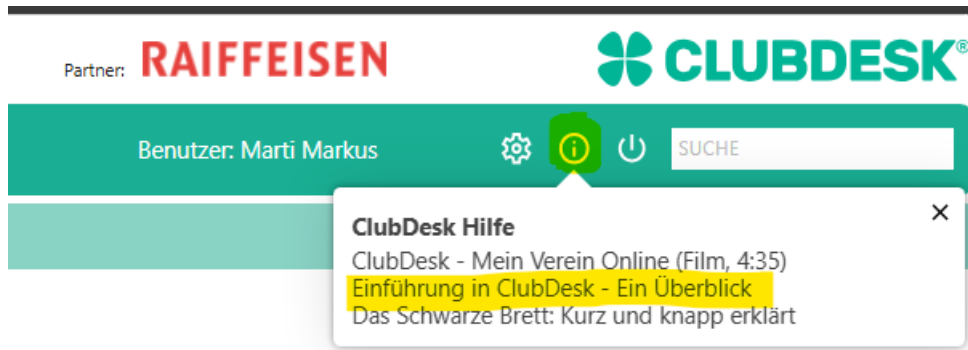 Partner: RAIFFEISEN CLUBDESK®
Benutzer: Marti Markus SUCHE
ClubDesk Hilfe
ClubDesk - Mein Verein Online (Film, 4:35)
Einführung in ClubDesk - Ein Überblick
Das Schwarze Brett: Kurz und knapp erklärt